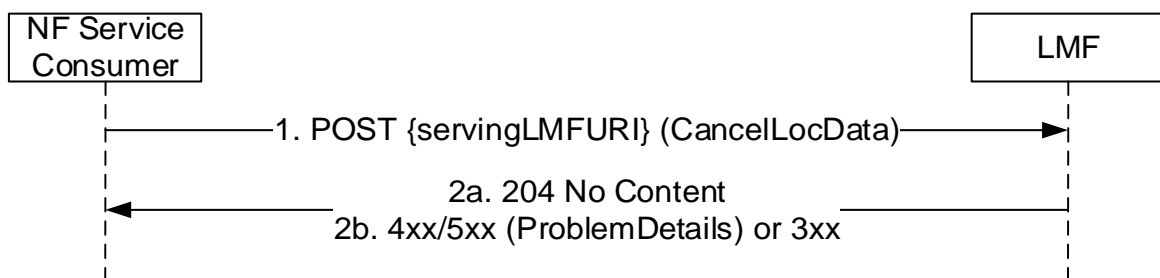 NF Service
Consumer
LMF
1. POST {servingLMFURI} (CancelLocData)
2a. 204 No Content
2b. 4xx/5xx (ProblemDetails) or 3xx